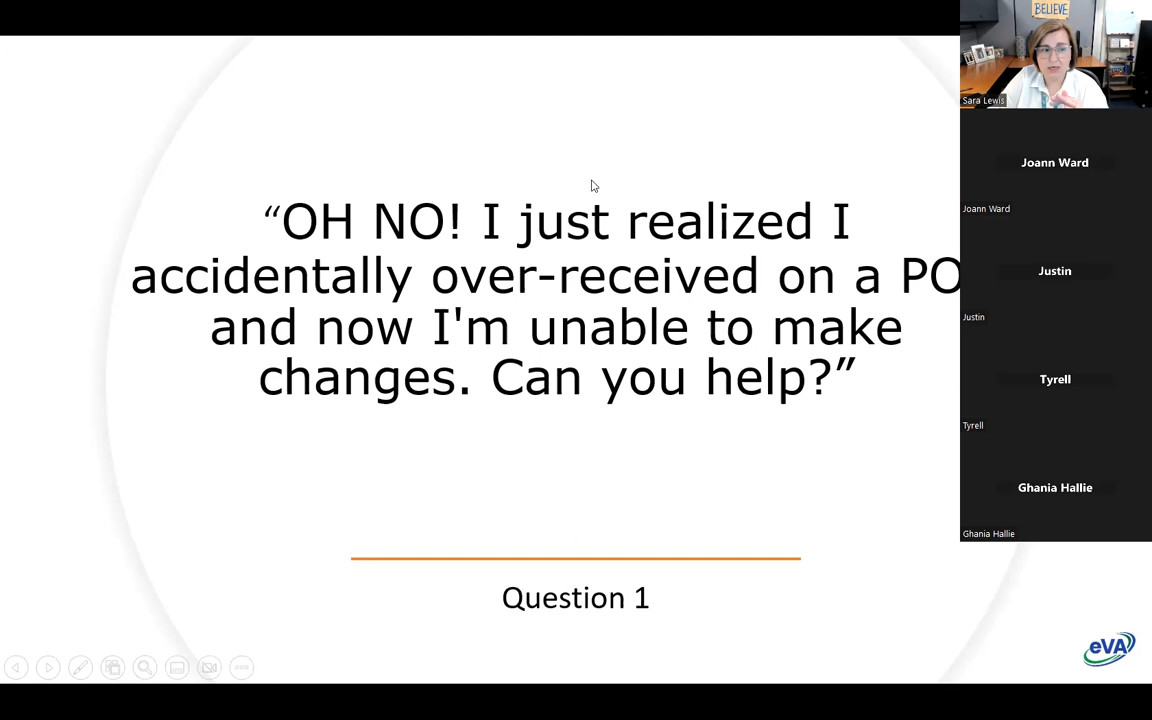 “OH NO! I just realized I
accidentally over-received on a PO
and now I'm unable to make
changes. Can you help?”
Question 1
eVA
BELIEVE
Sara Lewis
Joann Ward
Joann Ward
Justin
Justin
Tyrell
Tyrell
Ghania Hallie
Ghania Hallie